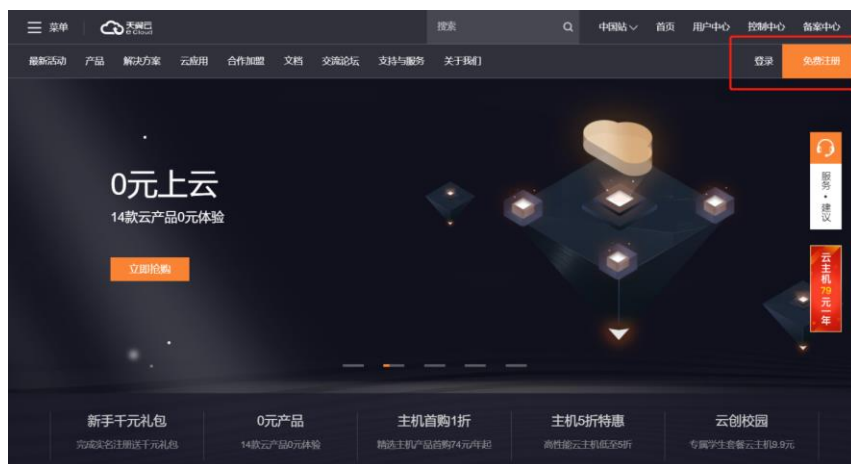 菜单
天翼云
e Cloud
搜索
中国站 首页 用户中心 控制中心 备案中心
最新活动 产品 解决方案 云应用 合作加盟 文档 交流论坛 支持与服务 关于我们
登录 免费注册
0元上云
14款云产品0元体验
立即抢购
服务·建议
云主机79元一年
新手千元礼包 0元产品 主机首购1折 主机5折特惠 云创校园
完成实名注册送千元礼包 14款云产品0元体验 精选主机产品首购74元/年起 高性能云主机低至5折 专属学生套餐云主机9.9元